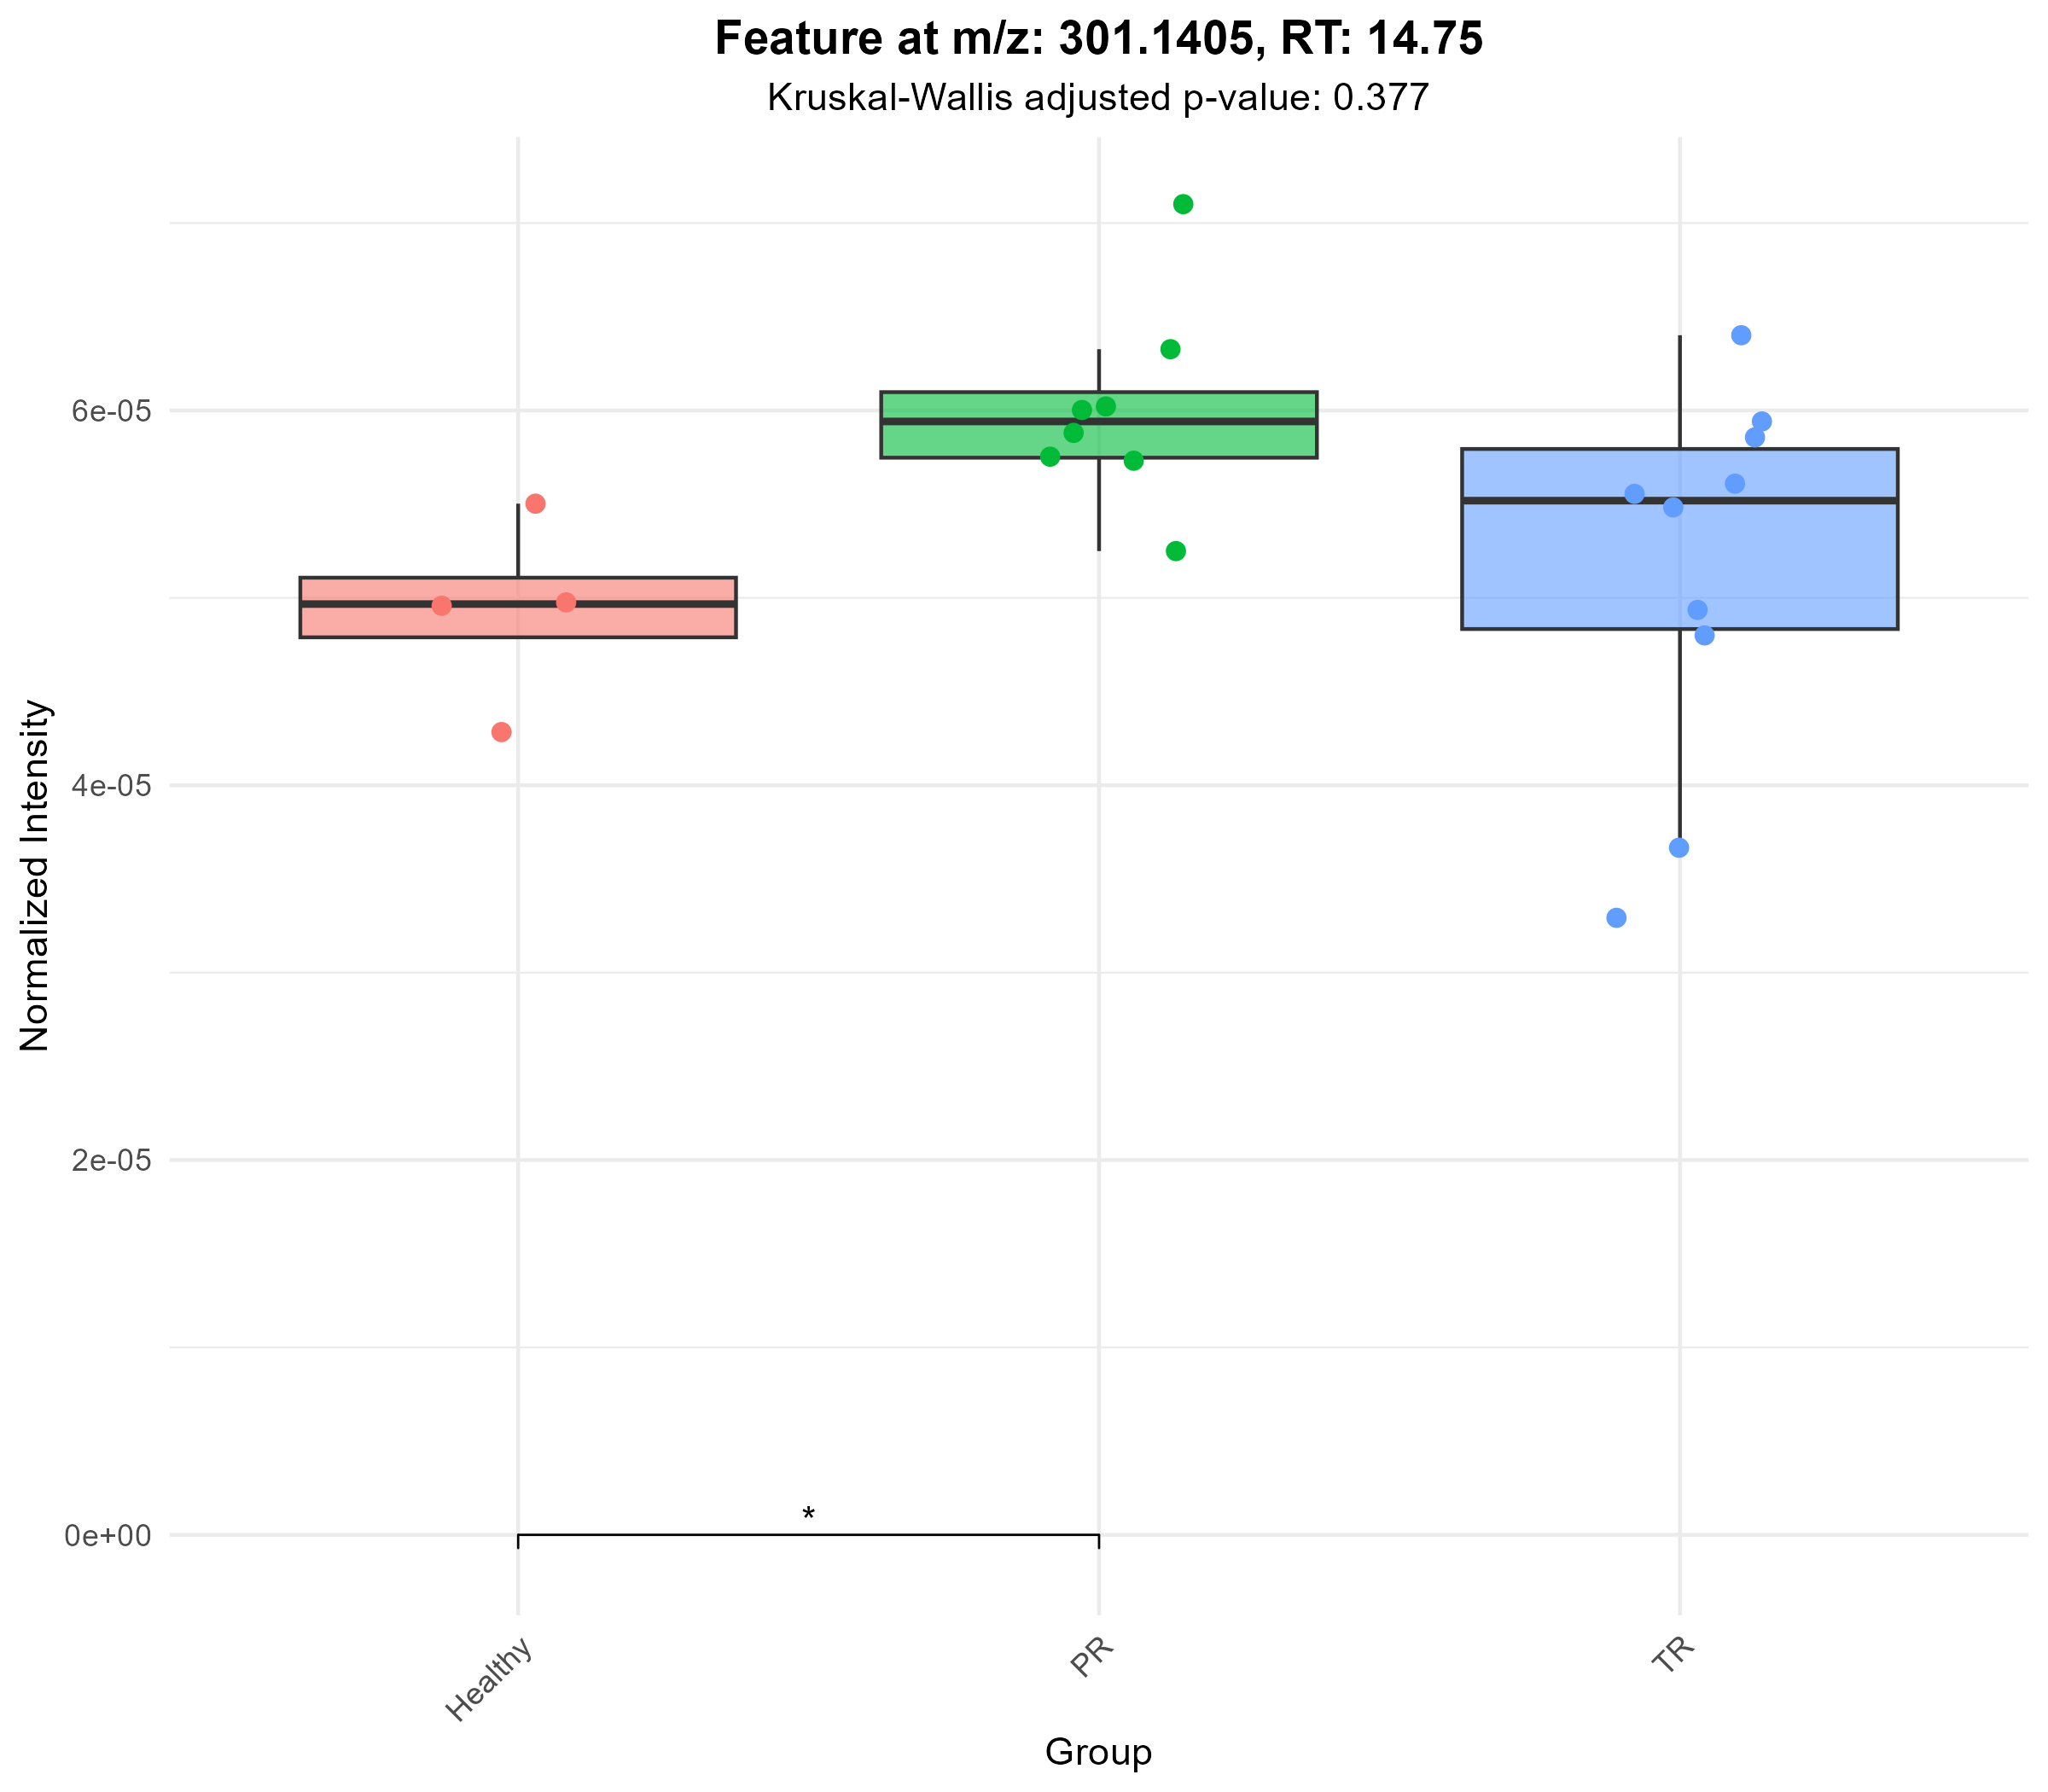 Feature at m/z: 301.1405, RT: 14.75
Kruskal-Wallis adjusted p-value: 0.377
Normalized Intensity
6e-05
4e-05
2e-05
0e+00
*
Healthy
PR
TR
Group